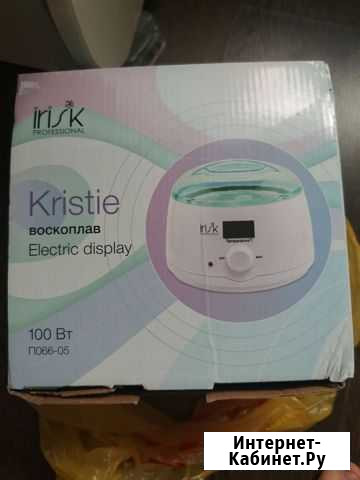 irisk
PROFESSIONAL
Kristie
воскоплав
Electric display
100 Вт
П066-05
irisk
Интернет-
Кабинет.Ру